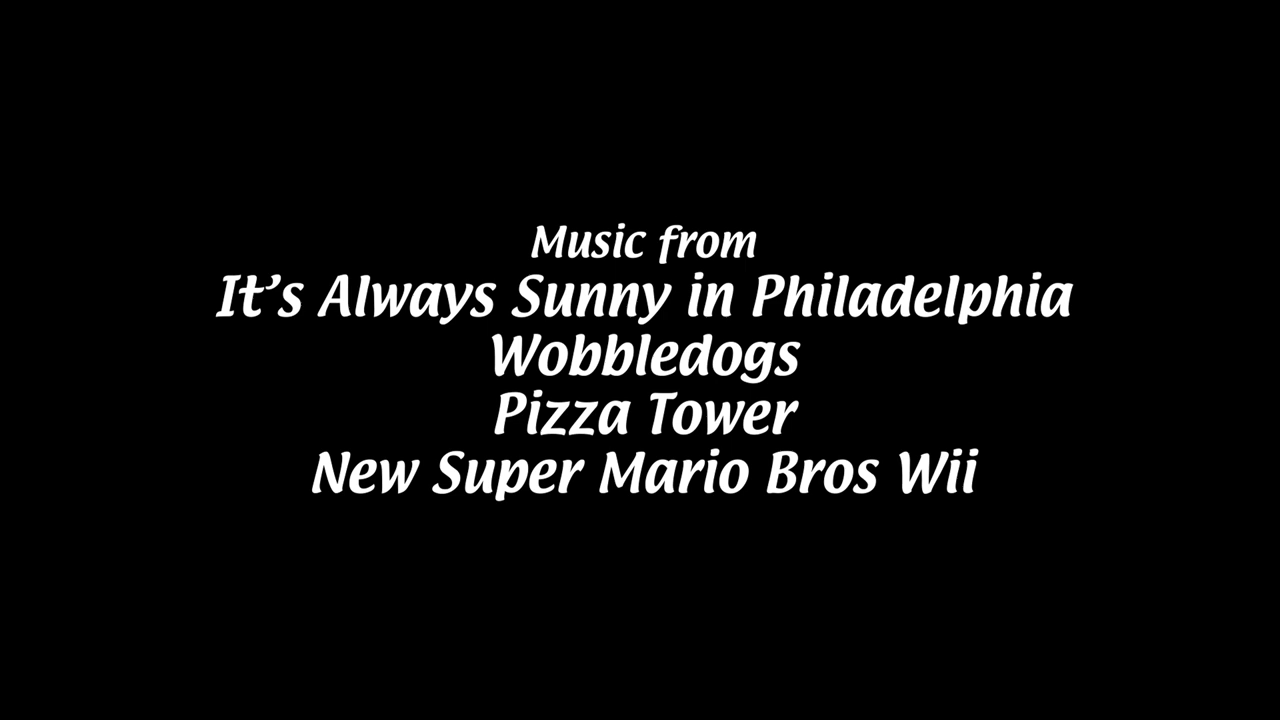 Music from
It's Always Sunny in Philadelphia
Wobbledogs
Pizza Tower
New Super Mario Bros Wii